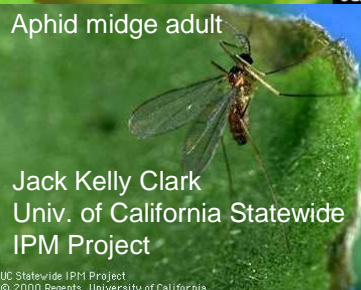 Aphid midge adult
Jack Kelly Clark
Univ. of California Statewide
IPM Project
UC Statewide IPM Project
© 2000 Regents, University of California